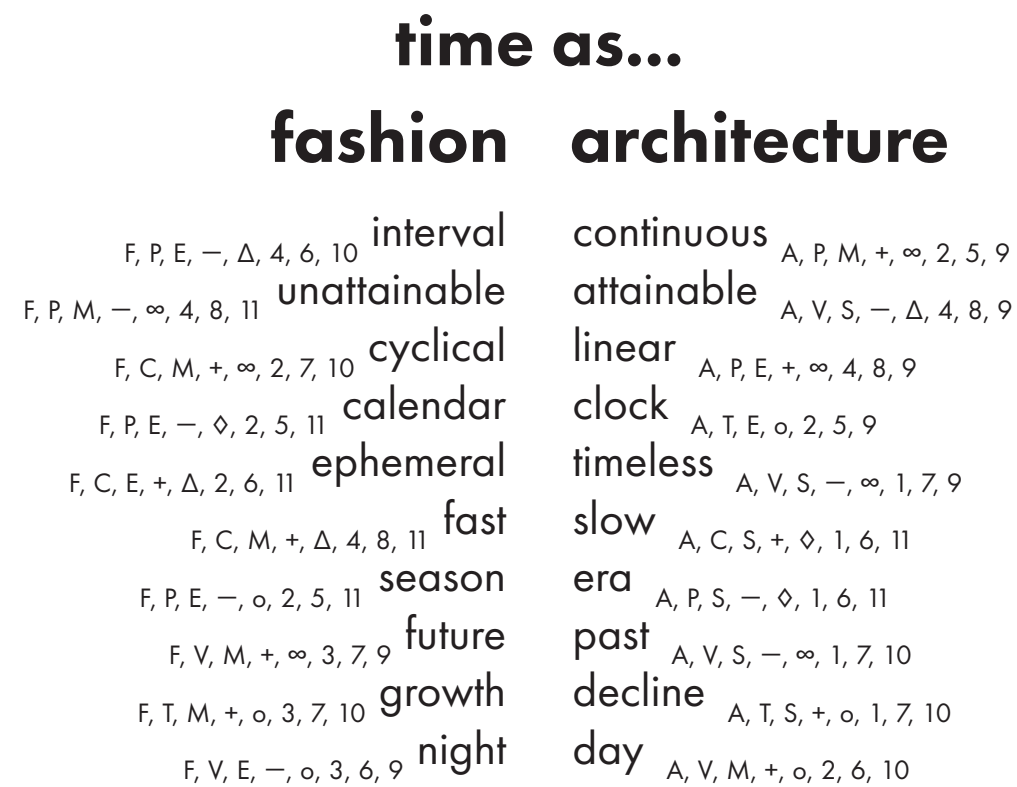 time as...
fashion architecture
F, P, E, —, Δ, 4, 6, 10 interval continuous A, P, M, +, ∞, 2, 5, 9
F, P, M, —, ∞, 4, 8, 11 unattainable attainable A, V, S, —, Δ, 4, 8, 9
F, C, M, +, ∞, 2, 7, 10 cyclical linear A, P, E, +, ∞, 4, 8, 9
F, P, E, —, ◊, 2, 5, 11 calendar clock A, T, E, o, 2, 5, 9
F, C, E, +, Δ, 2, 6, 11 ephemeral timeless A, V, S, —, ∞, 1, 7, 9
F, C, M, +, Δ, 4, 8, 11 fast slow A, C, S, +, ◊, 1, 6, 11
F, P, E, —, o, 2, 5, 11 season era A, P, S, —, ◊, 1, 6, 11
F, V, M, +, ∞, 3, 7, 9 future past A, V, S, —, ∞, 1, 7, 10
F, T, M, +, o, 3, 7, 10 growth decline A, T, S, +, o, 1, 7, 10
F, V, E, —, o, 3, 6, 9 night day A, V, M, +, o, 2, 6, 10